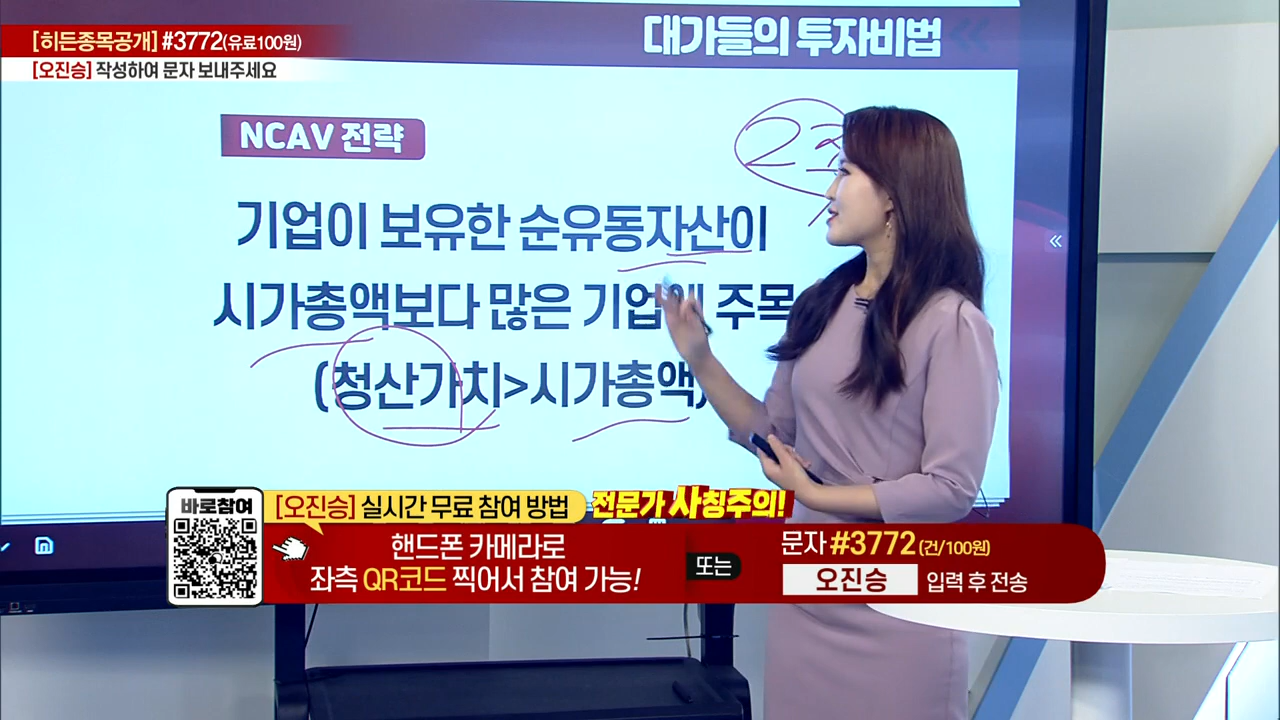 [히든종목공개] #3772(유료100원)
[오진승] 작성하여 문자 보내주세요
대가들의 투자비법
NCAV 전략
기업이 보유한 순유동자산이
시가총액보다 많은 기업에 주목
(청산가치>시가총액)
바로참여
[오진승] 실시간 무료 참여 방법
전문가 사칭주의!
핸드폰 카메라로
좌측 QR코드 찍어서 참여 가능!
또는
문자 #3772 (건/100원)
오진승 입력 후 전송